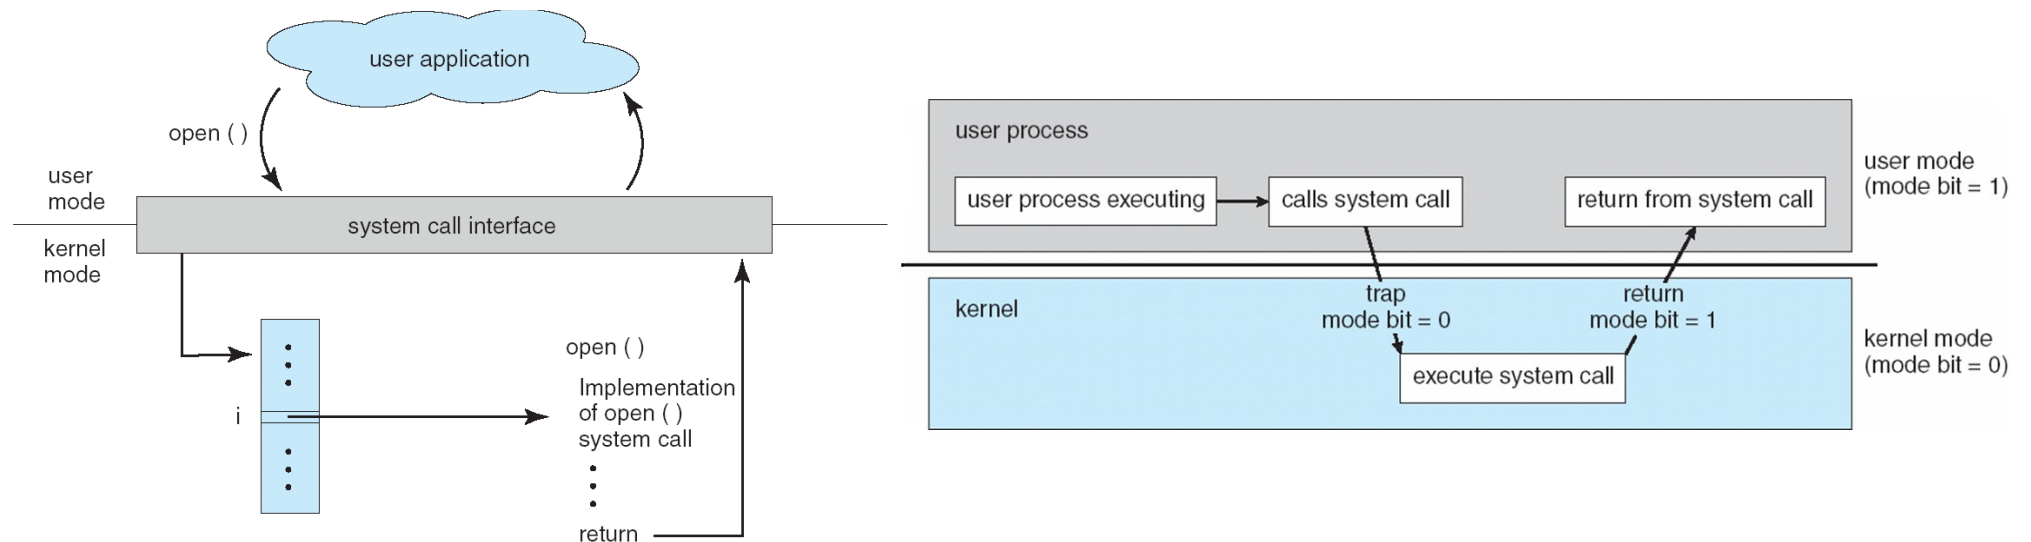 user application
open ( )
user
mode
system call interface
kernel
mode
open ( )
Implementation
of open ( )
system call
i
return
user process
user process executing
calls system call
return from system call
user mode
(mode bit = 1)
kernel
trap
mode bit = 0
return
mode bit = 1
execute system call
kernel mode
(mode bit = 0)